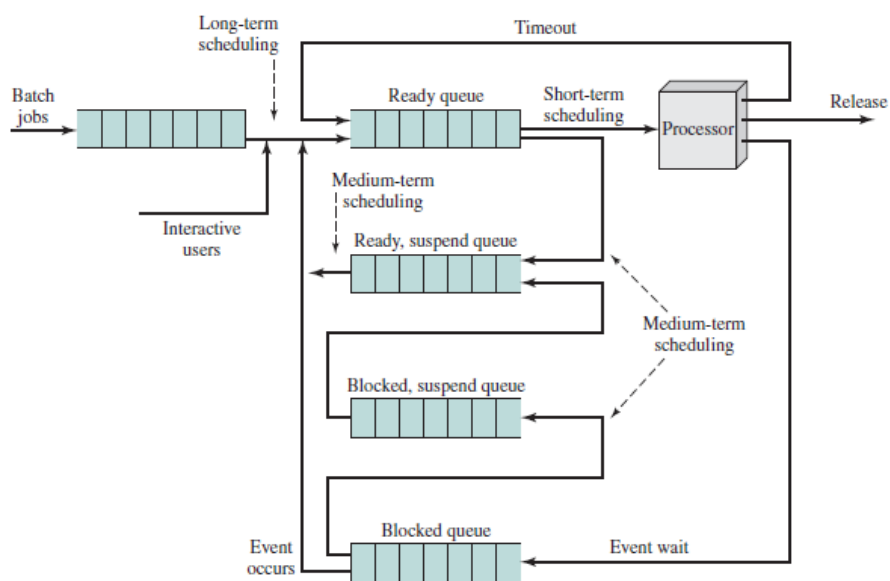 Long-term
scheduling
Timeout
Batch
jobs
Ready queue
Short-term
scheduling
Processor
Release
Interactive
users
Medium-term
scheduling
Ready, suspend queue
Medium-term
scheduling
Blocked, suspend queue
Blocked queue
Event
occurs
Event wait